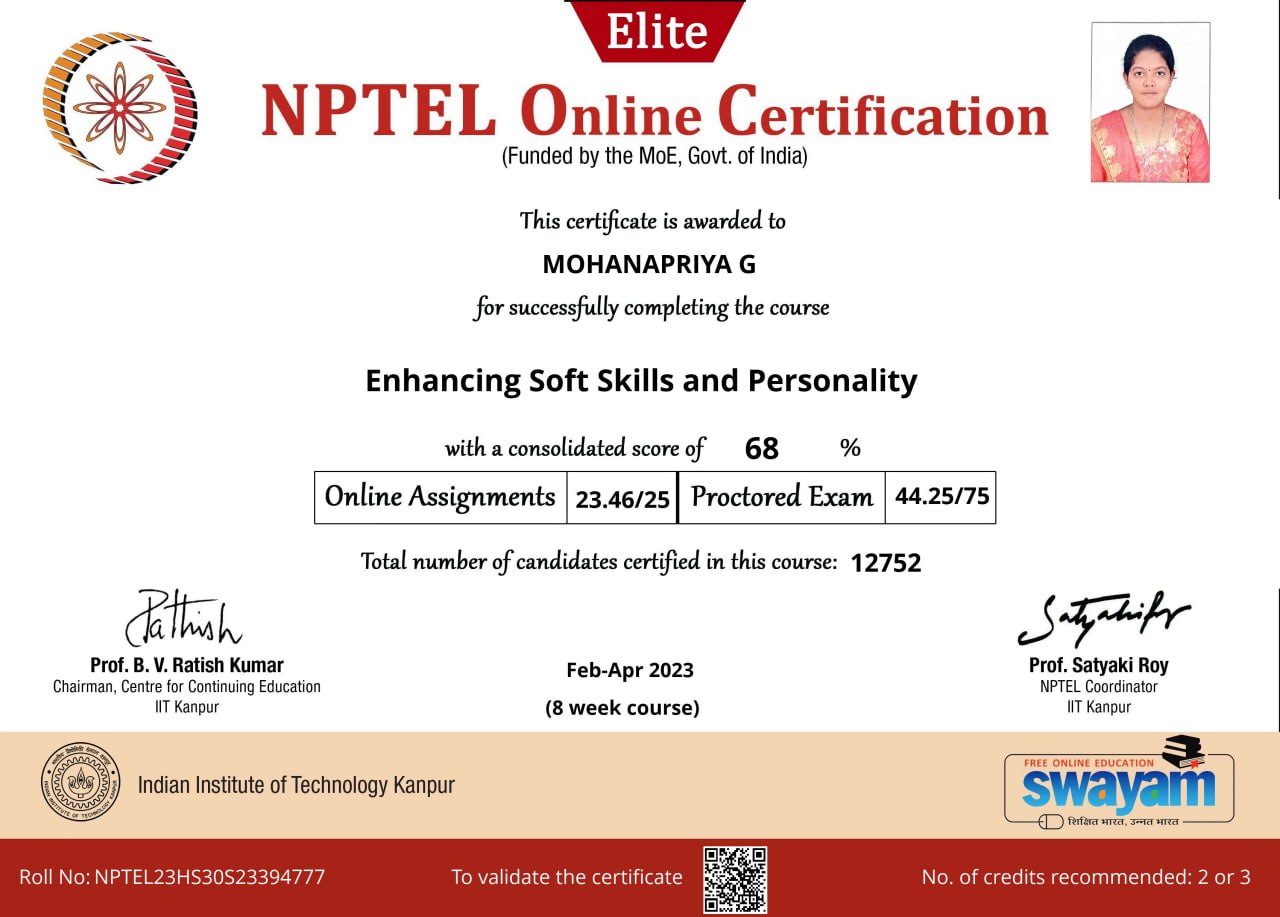 Elite
NPTEL Online Certification
(Funded by the MoE, Govt. of India)
This certificate is awarded to
MOHANAPRIYA G
for successfully completing the course
Enhancing Soft Skills and Personality
with a consolidated score of 68 %
Online Assignments 23.46/25 Proctored Exam 44.25/75
Total number of candidates certified in this course: 12752
Prof. B. V. Ratish Kumar
Chairman, Centre for Continuing Education
IIT Kanpur
Feb-Apr 2023
(8 week course)
Prof. Satyaki Roy
NPTEL Coordinator
IIT Kanpur
Indian Institute of Technology Kanpur
FREE ONLINE EDUCATION
swayam
शिक्षित भारत, उन्नत भारत
Roll No: NPTEL23HS30S23394777
To validate the certificate
No. of credits recommended: 2 or 3